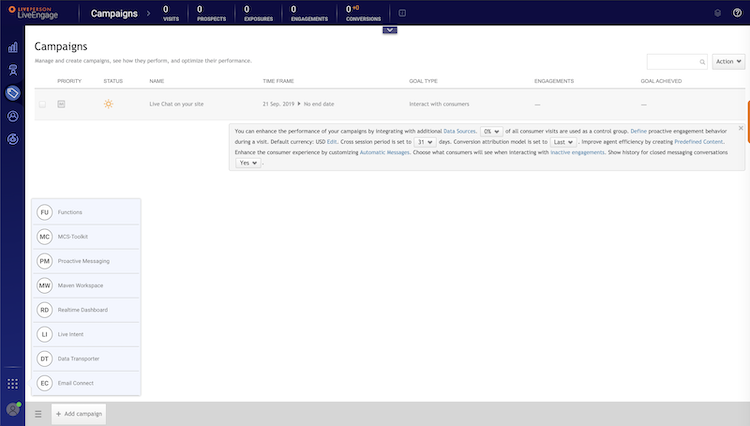 LIVEPERSON
LiveEngage
Campaigns
0
VISITS
0
PROSPECTS
0
EXPOSURES
0
ENGAGEMENTS
0 +0
CONVERSIONS
Campaigns
Manage and create campaigns, see how they perform, and optimize their performance.
Action
PRIORITY STATUS NAME TIME FRAME GOAL TYPE ENGAGEMENTS GOAL ACHIEVED
Live Chat on your site 21 Sep. 2019 No end date Interact with consumers — —
You can enhance the performance of your campaigns by integrating with additional Data Sources. 0% of all consumer visits are used as a control group. Define proactive engagement behavior
during a visit. Default currency: USD Edit. Cross session period is set to 31 days. Conversion attribution model is set to Last . Improve agent efficiency by creating Predefined Content.
Enhance the consumer experience by customizing Automatic Messages. Choose what consumers will see when interacting with inactive engagements. Show history for closed messaging conversations
Yes .
FU Functions
MC MCS-Toolkit
PM Proactive Messaging
MW Maven Workspace
RD Realtime Dashboard
LI Live Intent
DT Data Transporter
EC Email Connect
+ Add campaign